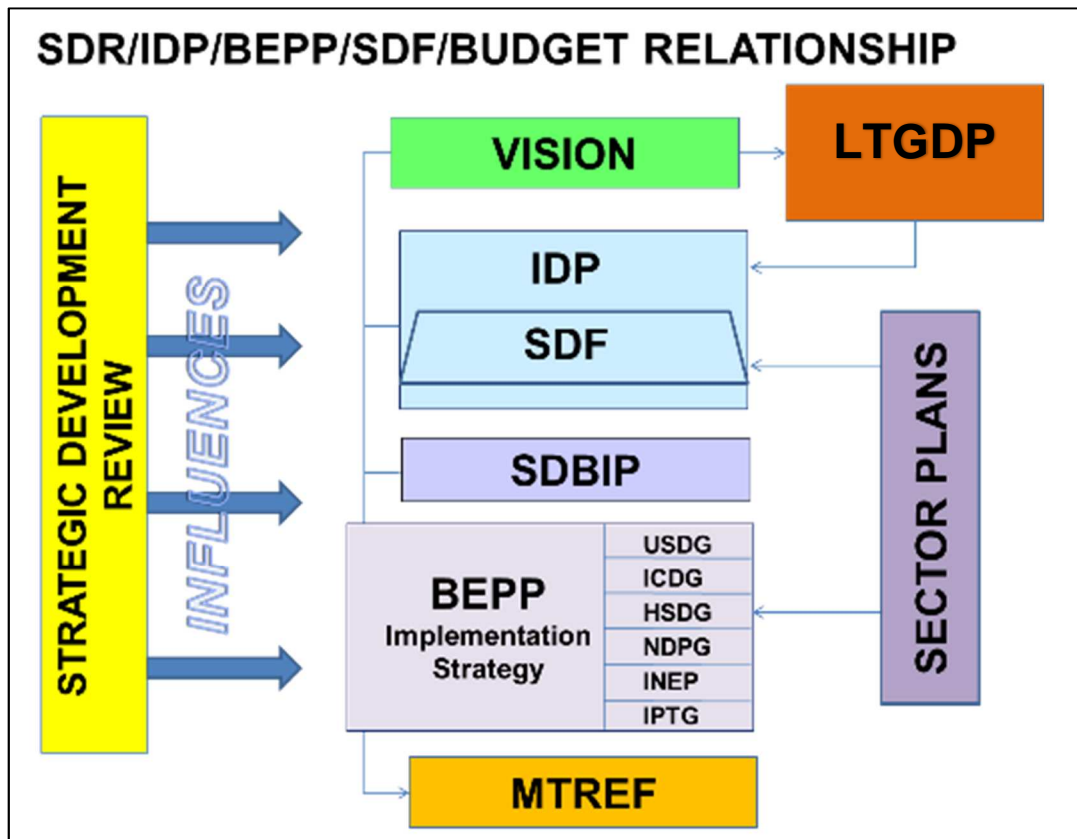 SDR/IDP/BEPP/SDF/BUDGET RELATIONSHIP
STRATEGIC DEVELOPMENT
REVIEW
INFLUENCES
VISION
LTGDP
IDP
SDF
SDBIP
BEPP
Implementation
Strategy
USDG
ICDG
HSDG
NDPG
INEP
IPTG
MTREF
SECTOR PLANS